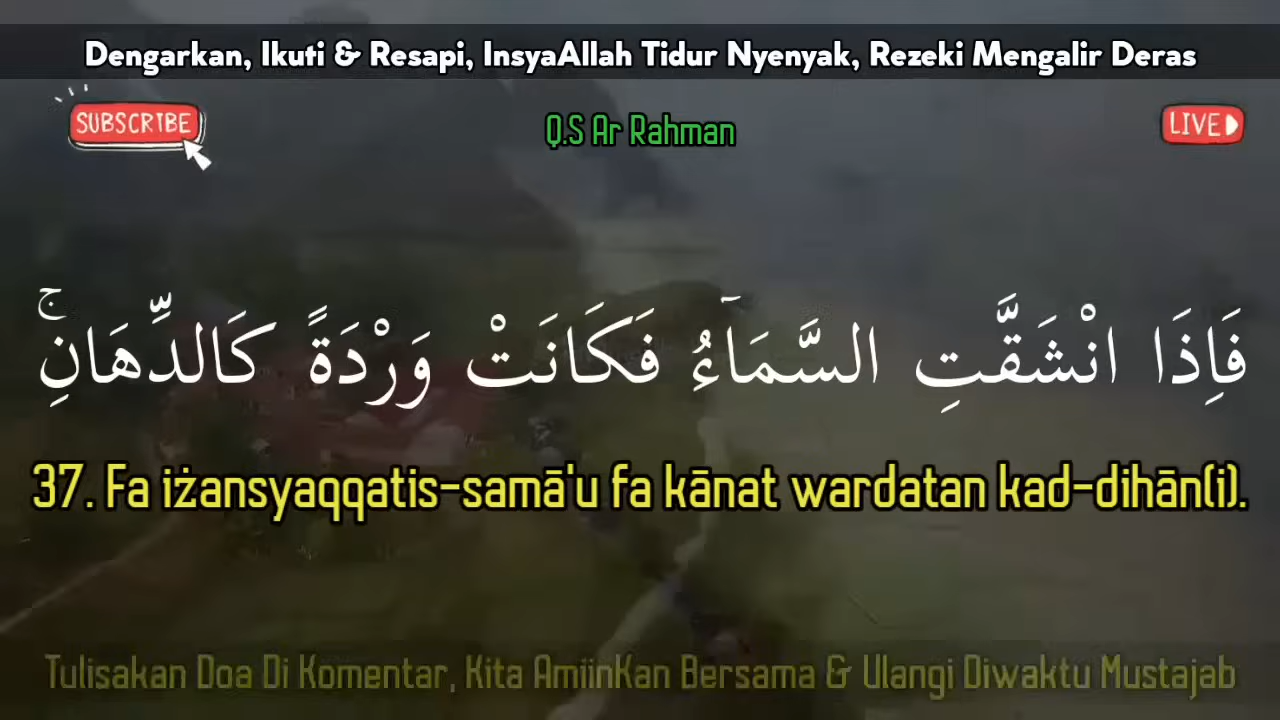 Dengarkan, Ikuti & Resapi, InsyaAllah Tidur Nyenyak, Rezeki Mengalir Deras
SUBSCRIBE
Q.S Ar Rahman
LIVE
فَاِذَا انْشَقَّتِ السَّمَاۤءُ فَكَانَتْ وَرْدَةً كَالدِّهَانِۚ
37. Fa iżansyaqqatis-samā'u fa kānat wardatan kad-dihān(i).
Tulisakan Doa Di Komentar, Kita AmiinKan Bersama & Ulangi Diwaktu Mustajab